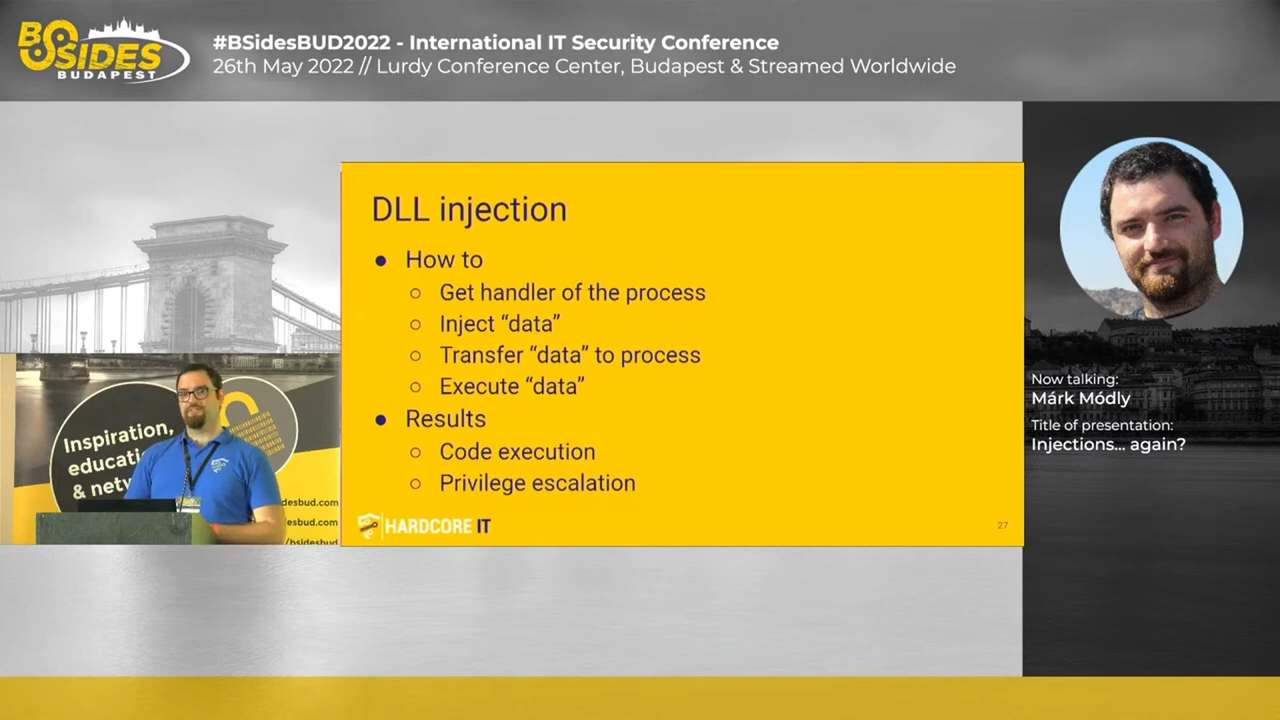 BSIDES
BUDAPEST
#BSidesBUD2022 - International IT Security Conference
26th May 2022 // Lurdy Conference Center, Budapest & Streamed Worldwide
DLL injection
● How to
○ Get handler of the process
○ Inject “data”
○ Transfer “data” to process
○ Execute “data”
● Results
○ Code execution
○ Privilege escalation
HARDCORE IT
27
Inspiration,
educati
& netw
desbud.com
esbud.com
/bsidesbud
Now talking:
Márk Módly
Title of presentation:
Injections... again?